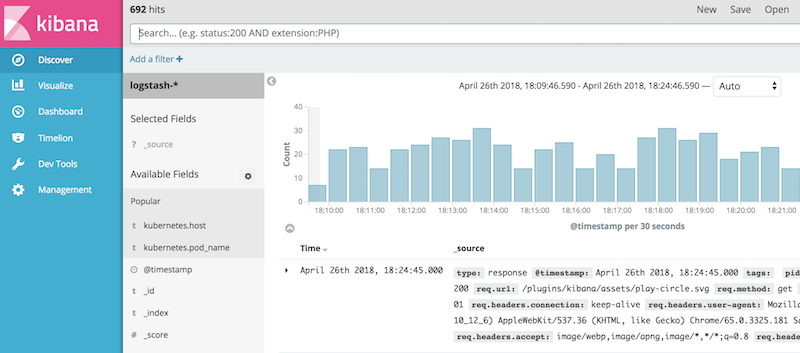 kibana
Discover
Visualize
Dashboard
Timelion
Dev Tools
Management
692 hits
New Save Open
Search... (e.g. status:200 AND extension:PHP)
Add a filter +
logstash-*
Selected Fields
? _source
Available Fields
Popular
t kubernetes.host
t kubernetes.pod_name
@timestamp
t _id
t _index
# _score
April 26th 2018, 18:09:46.590 - April 26th 2018, 18:24:46.590 — Auto
Count
40
30
20
10
0
18:10:00 18:11:00 18:12:00 18:13:00 18:14:00 18:15:00 18:16:00 18:17:00 18:18:00 18:19:00 18:20:00 18:21:00
@timestamp per 30 seconds
Time _source
April 26th 2018, 18:24:45.000
type: response @timestamp: April 26th 2018, 18:24:45.000 tags: pid
200 req.url: /plugins/kibana/assets/play-circle.svg req.method: get
01 req.headers.connection: keep-alive req.headers.user-agent: Mozilla
10_12_6) AppleWebKit/537.36 (KHTML, like Gecko) Chrome/65.0.3325.181 Sa
req.headers.accept: image/webp,image/apng,image/*,*/*;q=0.8 req.heade